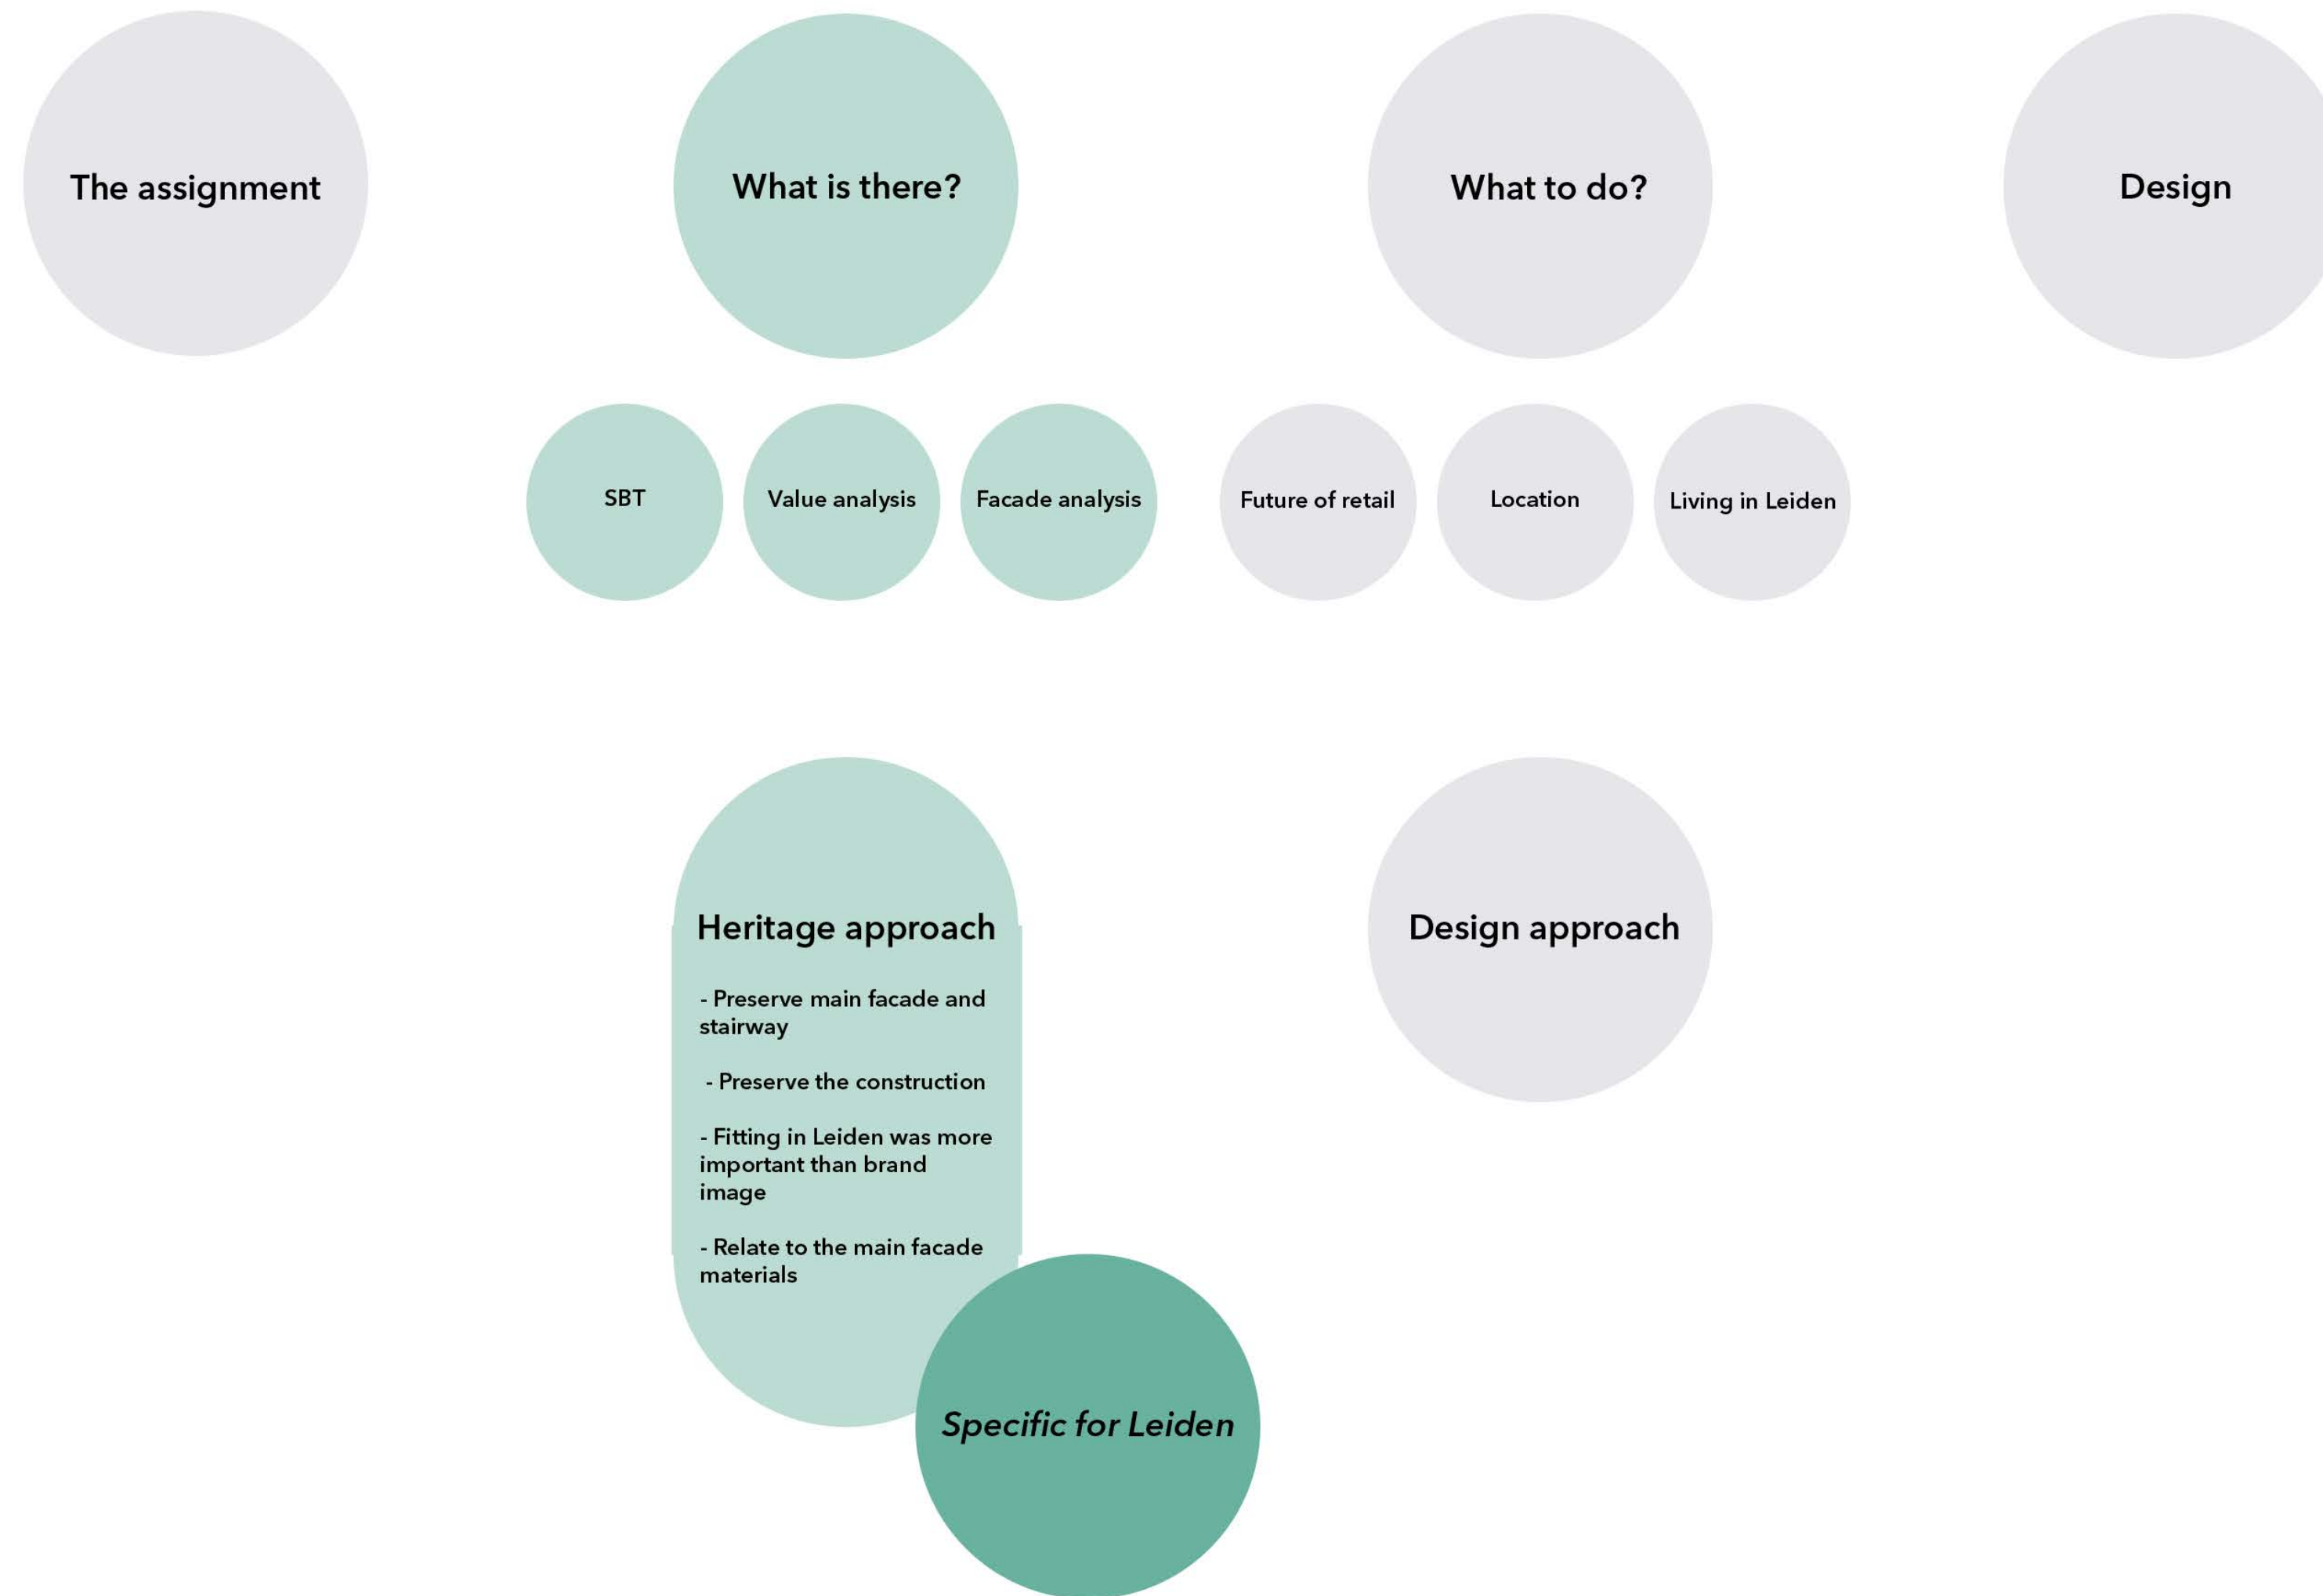 The assignment
What is there?
What to do?
Design
SBT
Value analysis
Facade analysis
Future of retail
Location
Living in Leiden
Heritage approach
- Preserve main facade and
stairway
- Preserve the construction
- Fitting in Leiden was more
important than brand
image
- Relate to the main facade
materials
Design approach
Specific for Leiden